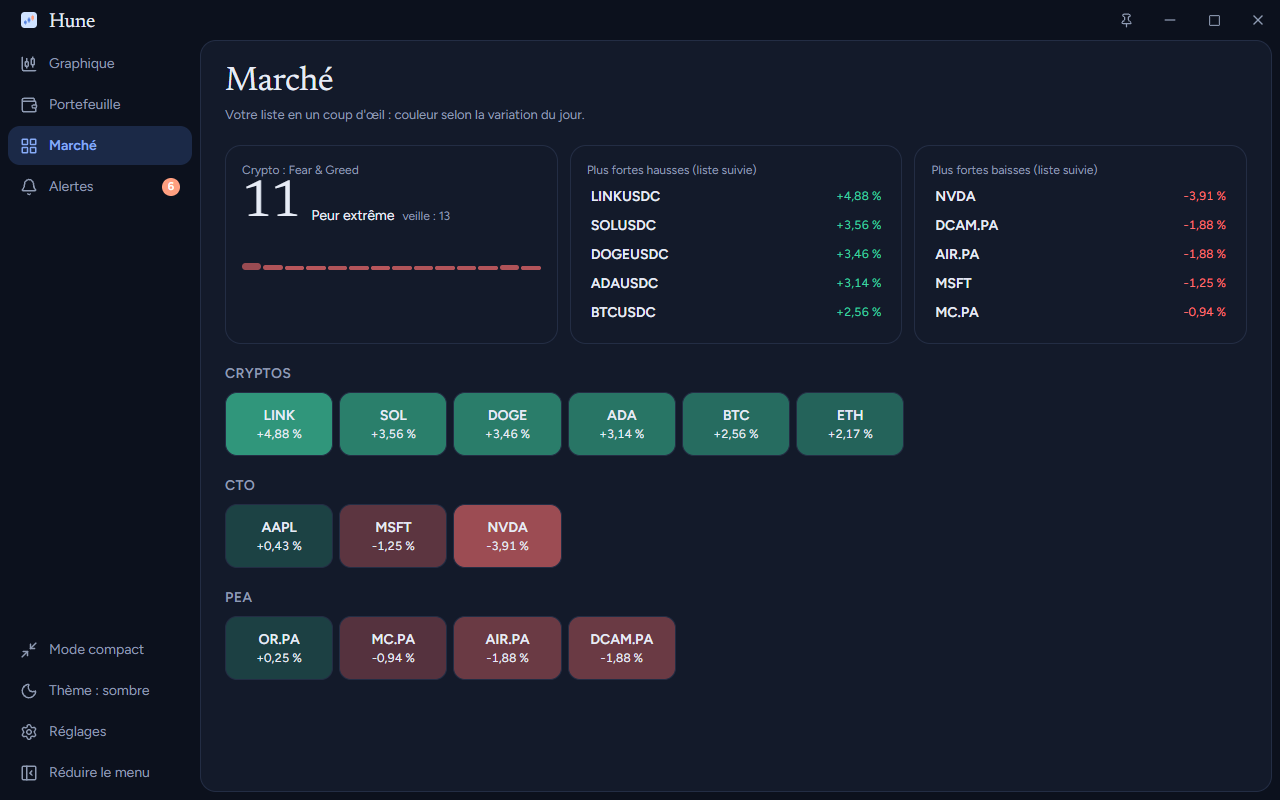 Hune
Graphique
Portefeuille
Marché
Alertes
6
Mode compact
Thème : sombre
Réglages
Réduire le menu
Marché
Votre liste en un coup d'œil : couleur selon la variation du jour.
Crypto : Fear & Greed
11 Peur extrême veille : 13
Plus fortes hausses (liste suivie)
LINKUSDC +4,88 %
SOLUSDC +3,56 %
DOGEUSDC +3,46 %
ADAUSDC +3,14 %
BTCUSDC +2,56 %
Plus fortes baisses (liste suivie)
NVDA -3,91 %
DCAM.PA -1,88 %
AIR.PA -1,88 %
MSFT -1,25 %
MC.PA -0,94 %
CRYPTOS
LINK
+4,88 %
SOL
+3,56 %
DOGE
+3,46 %
ADA
+3,14 %
BTC
+2,56 %
ETH
+2,17 %
CTO
AAPL
+0,43 %
MSFT
-1,25 %
NVDA
-3,91 %
PEA
OR.PA
+0,25 %
MC.PA
-0,94 %
AIR.PA
-1,88 %
DCAM.PA
-1,88 %